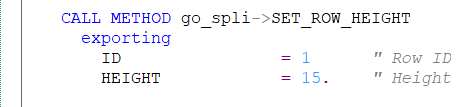 CALL METHOD go_spli->SET_ROW_HEIGHT
exporting
ID = 1 " Row ID
HEIGHT = 15. " Height